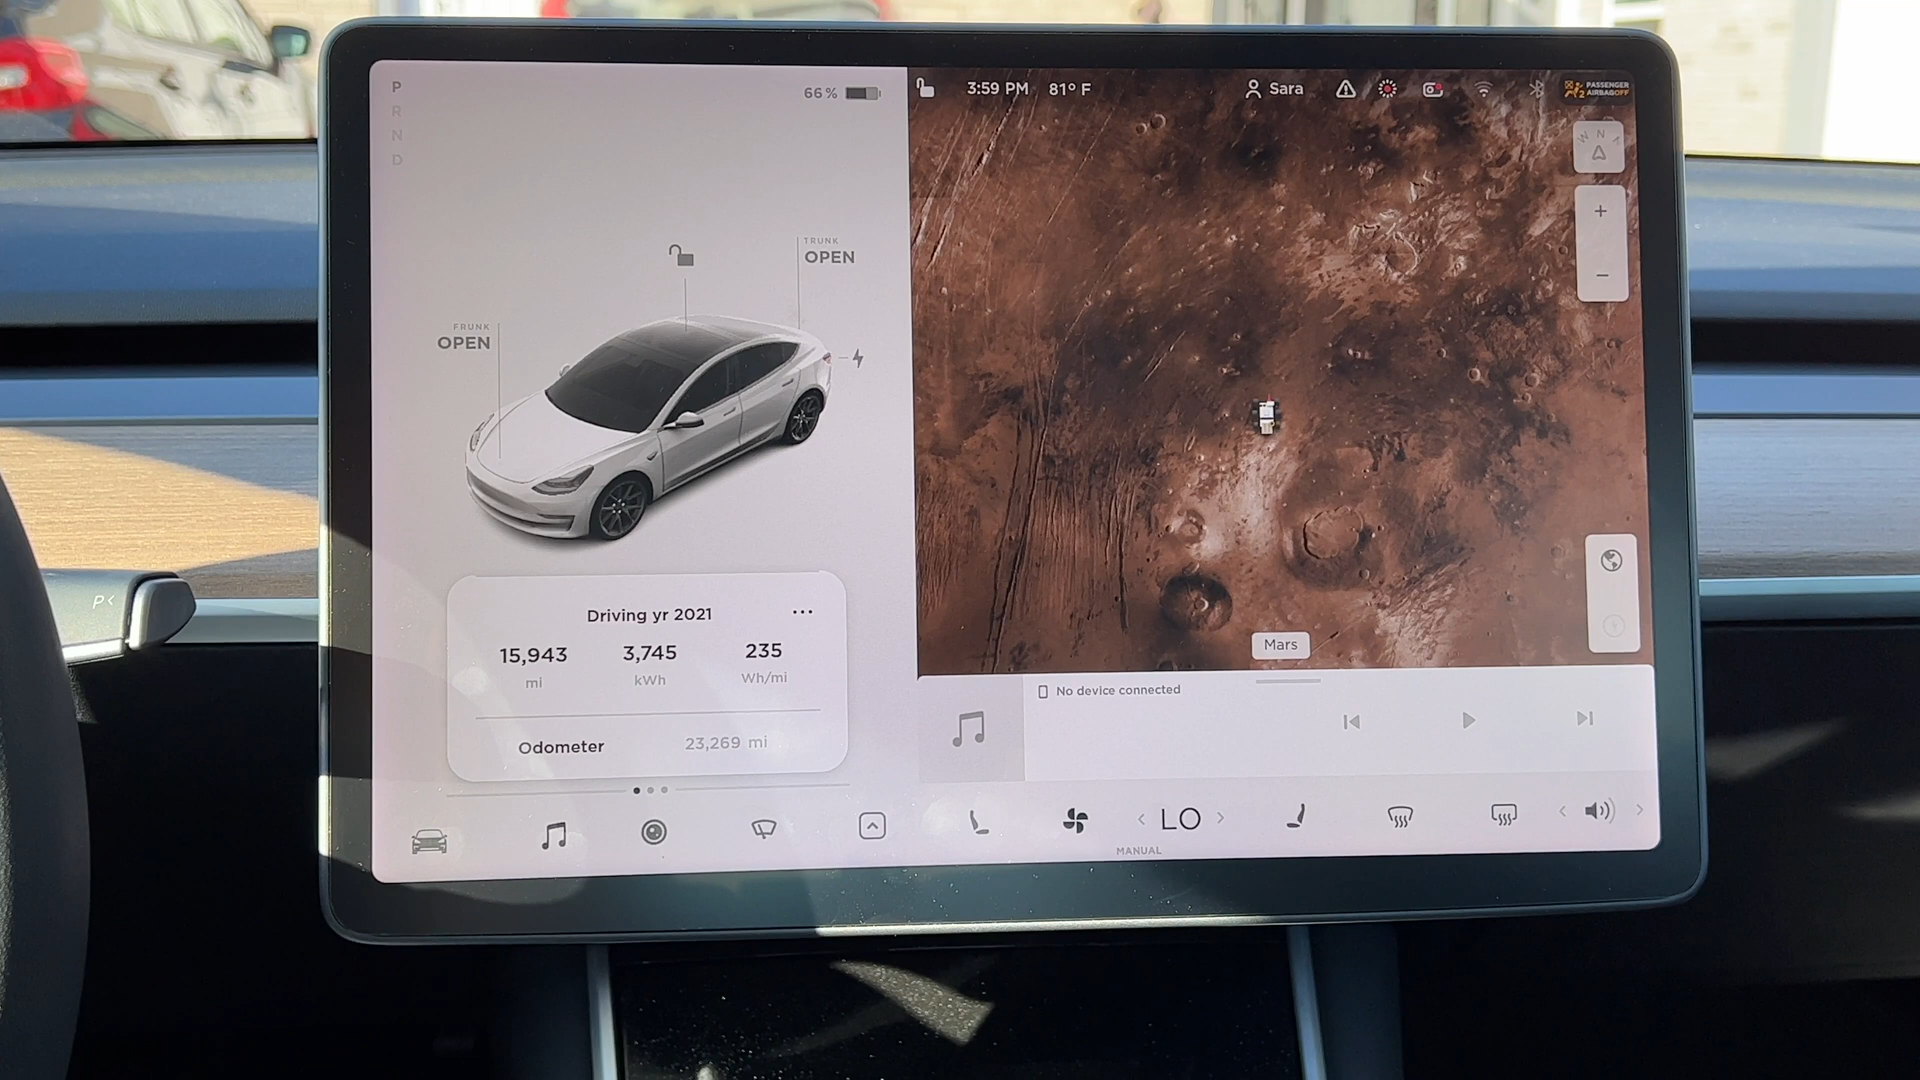 P
R
N
D
66 %
TRUNK
OPEN
FRUNK
OPEN
Driving yr 2021
15,943 3,745 235
mi kWh Wh/mi
Odometer 23,269 mi
3:59 PM 81° F Sara
PASSENGER
AIRBAG OFF
W N
+
−
Mars
No device connected
LO
MANUAL
P<